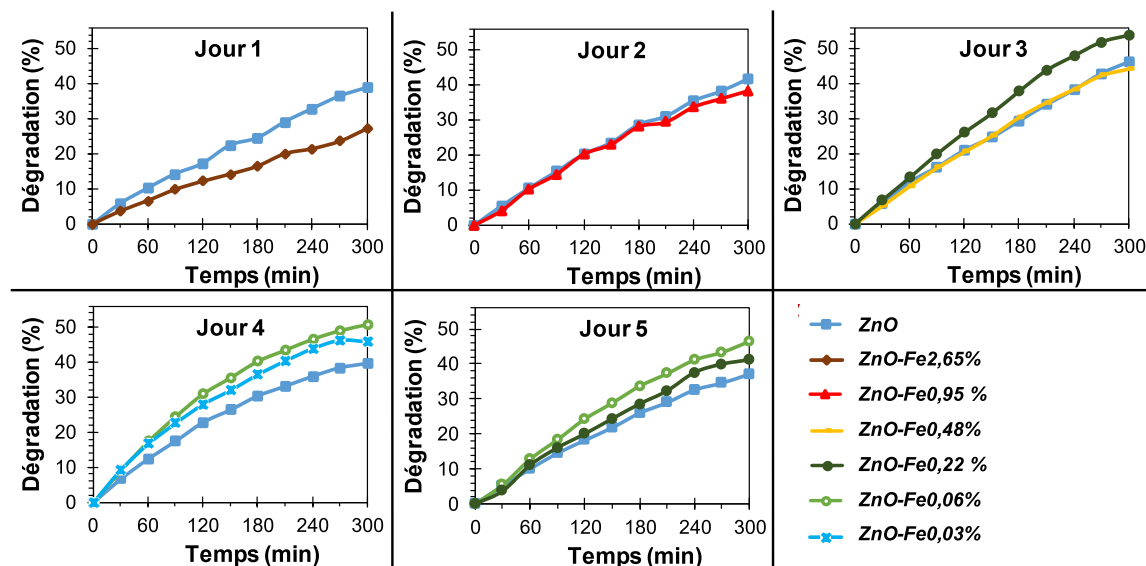 Jour 1
Dégradation (%)
50
40
30
20
10
0
0 60 120 180 240 300
Temps (min)
Jour 2
Dégradation (%)
50
40
30
20
10
0
0 60 120 180 240 300
Temps (min)
Jour 3
Dégradation (%)
50
40
30
20
10
0
0 60 120 180 240 300
Temps (min)
Jour 4
Dégradation (%)
50
40
30
20
10
0
0 60 120 180 240 300
Temps (min)
Jour 5
Dégradation (%)
50
40
30
20
10
0
0 60 120 180 240 300
Temps (min)
ZnO
ZnO-Fe2,65%
ZnO-Fe0,95 %
ZnO-Fe0,48%
ZnO-Fe0,22 %
ZnO-Fe0,06%
ZnO-Fe0,03%